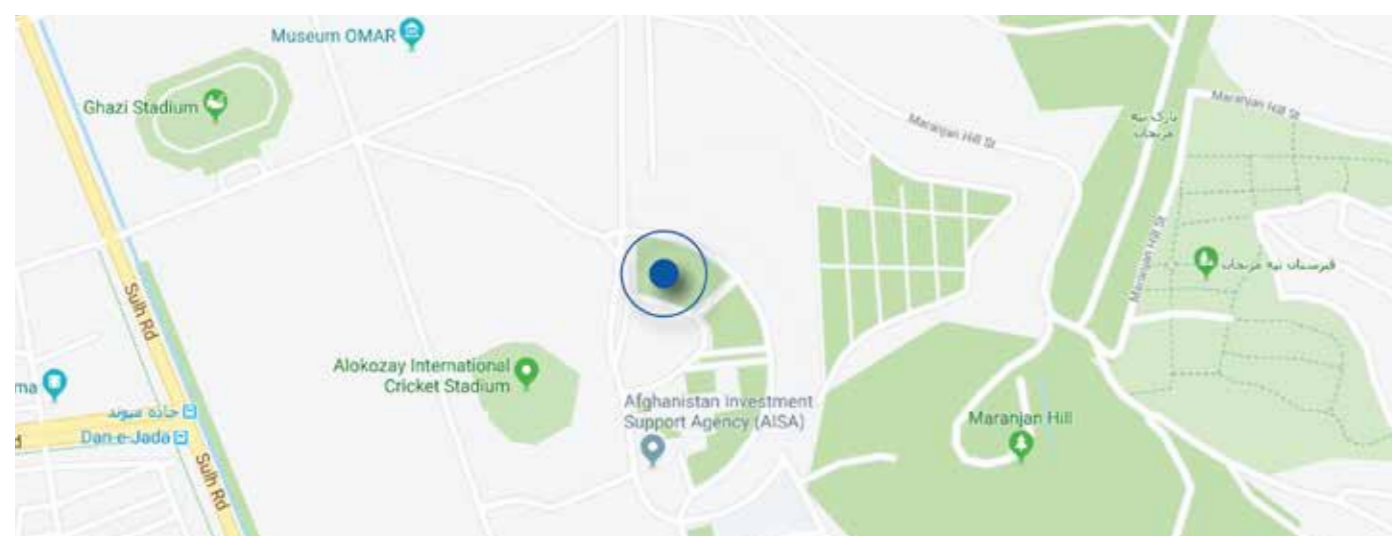 Museum OMAR
Ghazi Stadium
Maranjan Hill St
Maranjan Hill St
پارک تپه
مرنجان
Maranjan Hill St
قبرستان تپه مرنجان
Sulh Rd
Alokozay International
Cricket Stadium
ma
Afghanistan Investment
Support Agency (AISA)
جاده میوند
Dan-e-Jada
Maranjan Hill
Sulh Rd